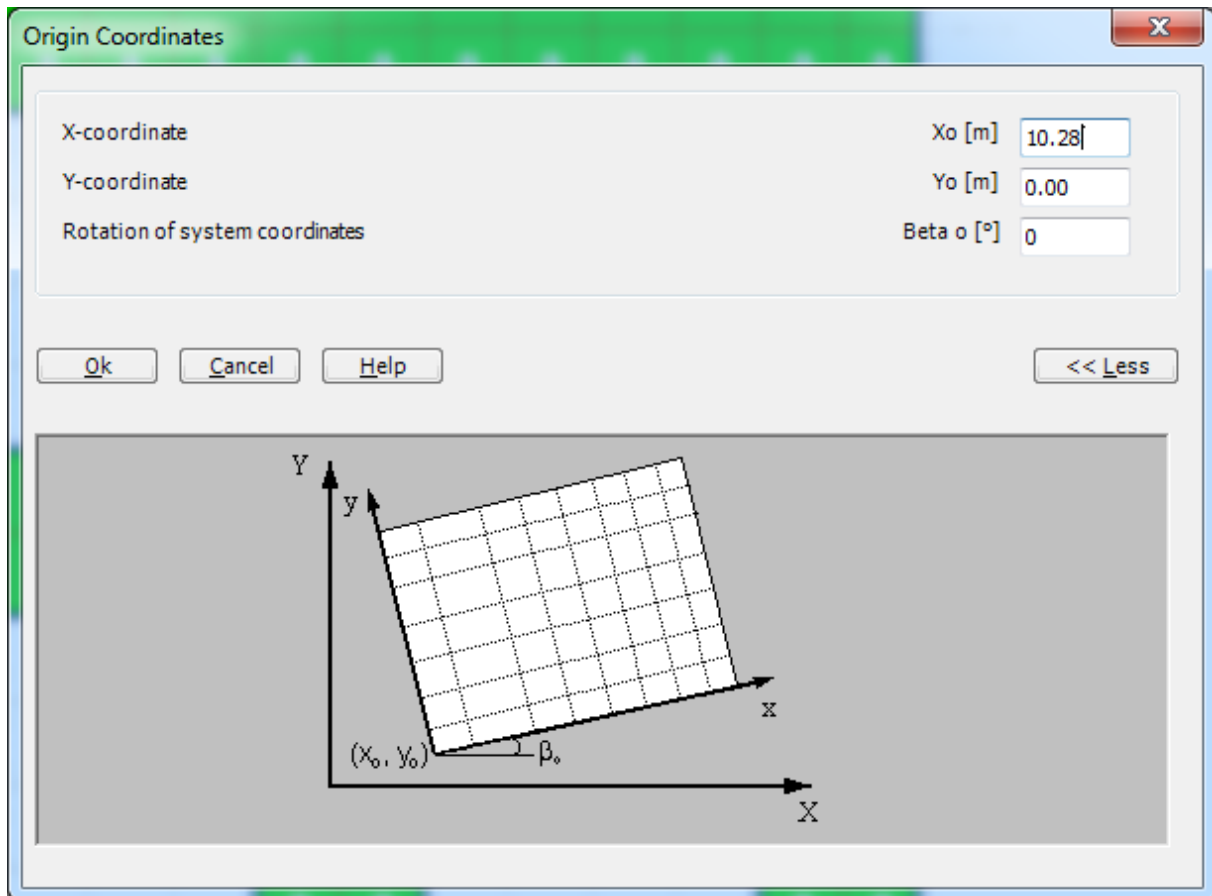 Origin Coordinates
X-coordinate Xo [m] 10.28
Y-coordinate Yo [m] 0.00
Rotation of system coordinates Beta o [°] 0
Ok Cancel Help << Less
Y
y
x
(x₀, y₀) β₀
X